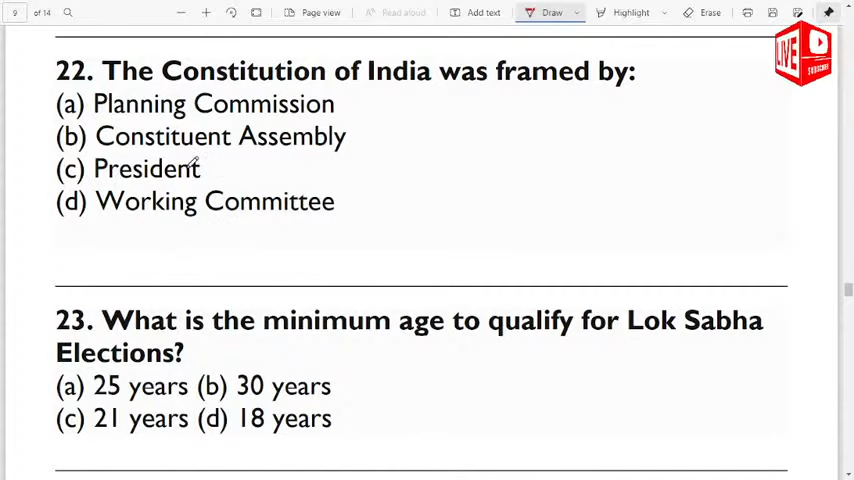 9 of 14 Page view Read aloud Add text Draw Highlight Erase
LIVE
SUBSCRIBE
22. The Constitution of India was framed by:
(a) Planning Commission
(b) Constituent Assembly
(c) President
(d) Working Committee
23. What is the minimum age to qualify for Lok Sabha
Elections?
(a) 25 years (b) 30 years
(c) 21 years (d) 18 years